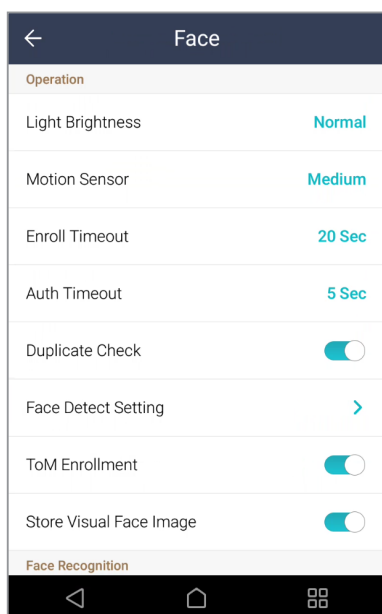 Face
Operation
Light Brightness Normal
Motion Sensor Medium
Enroll Timeout 20 Sec
Auth Timeout 5 Sec
Duplicate Check
Face Detect Setting
ToM Enrollment
Store Visual Face Image
Face Recognition